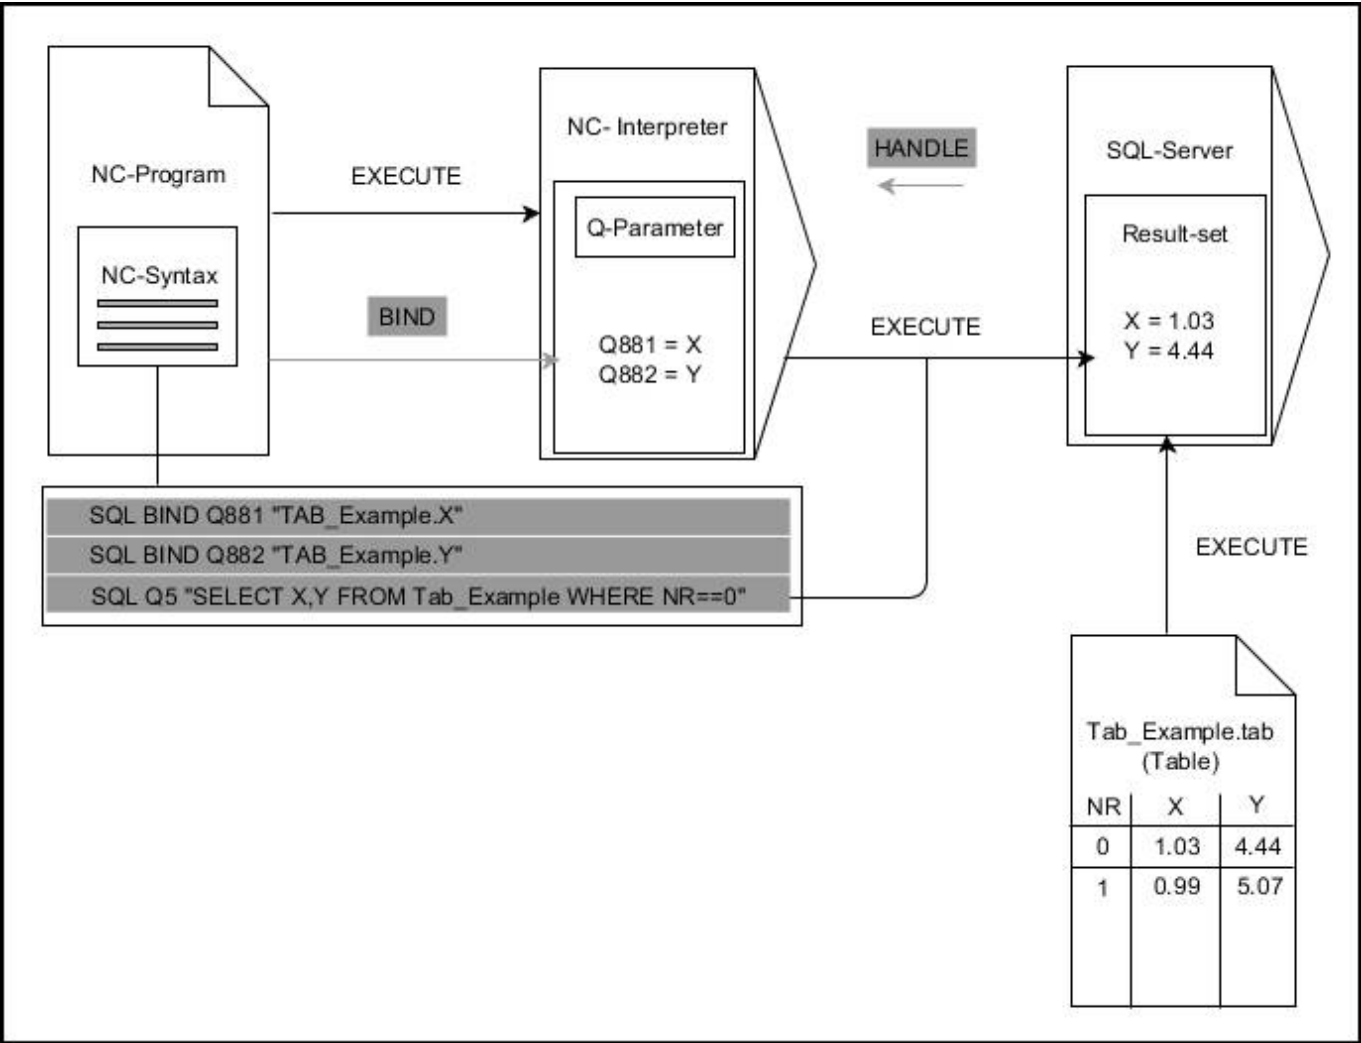 NC-Program
NC-Syntax
EXECUTE
BIND
NC- Interpreter
Q-Parameter
Q881 = X
Q882 = Y
HANDLE
EXECUTE
SQL-Server
Result-set
X = 1.03
Y = 4.44
SQL BIND Q881 "TAB_Example.X"
SQL BIND Q882 "TAB_Example.Y"
SQL Q5 "SELECT X,Y FROM Tab_Example WHERE NR==0"
EXECUTE
Tab_Example.tab
(Table)
NR X Y
0 1.03 4.44
1 0.99 5.07